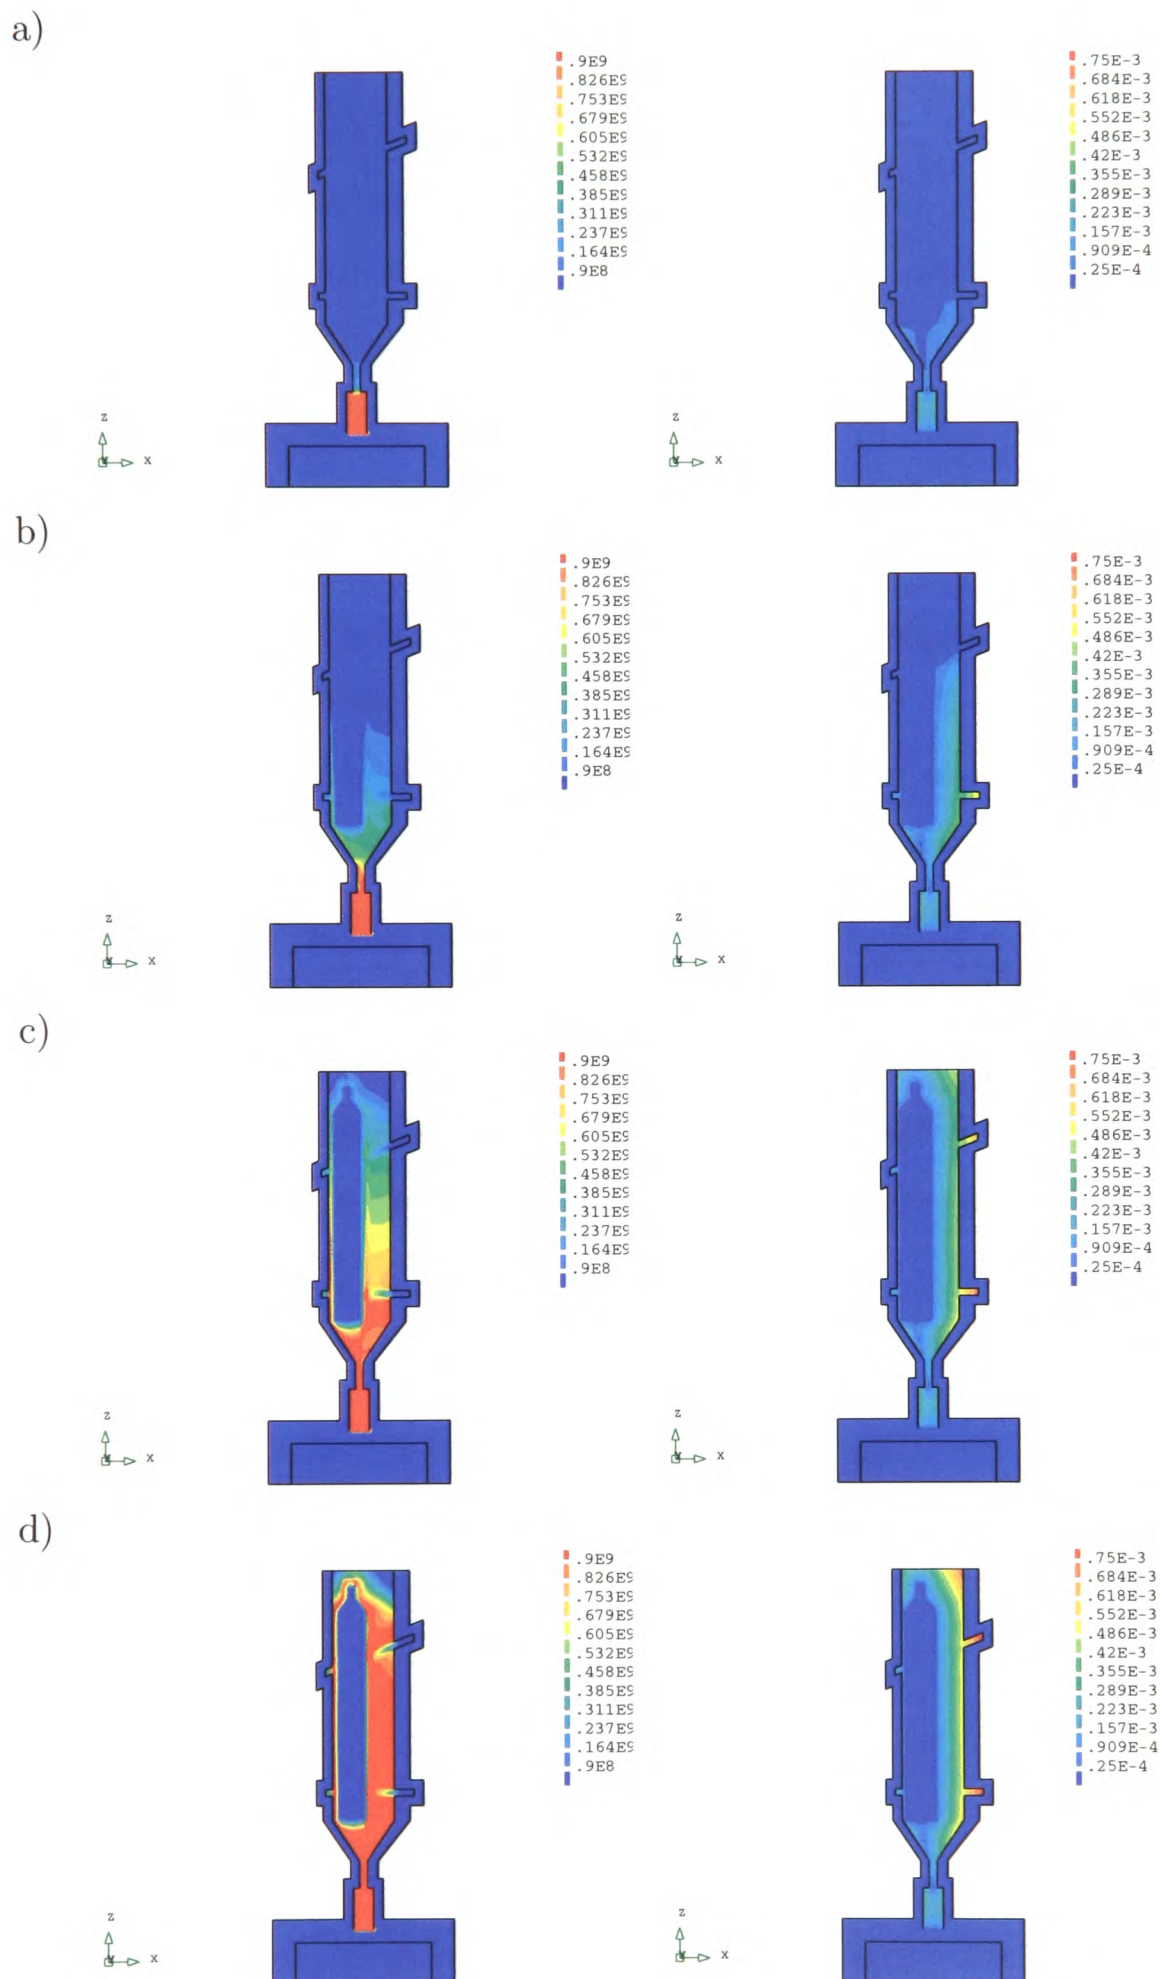 a)
.9E9
.826E9
.753E9
.679E9
.605E9
.532E9
.458E9
.385E9
.311E9
.237E9
.164E9
.9E8
z
x
.75E-3
.684E-3
.618E-3
.552E-3
.486E-3
.42E-3
.355E-3
.289E-3
.223E-3
.157E-3
.909E-4
.25E-4
z
x
b)
.9E9
.826E9
.753E9
.679E9
.605E9
.532E9
.458E9
.385E9
.311E9
.237E9
.164E9
.9E8
z
x
.75E-3
.684E-3
.618E-3
.552E-3
.486E-3
.42E-3
.355E-3
.289E-3
.223E-3
.157E-3
.909E-4
.25E-4
z
x
c)
.9E9
.826E9
.753E9
.679E9
.605E9
.532E9
.458E9
.385E9
.311E9
.237E9
.164E9
.9E8
z
x
.75E-3
.684E-3
.618E-3
.552E-3
.486E-3
.42E-3
.355E-3
.289E-3
.223E-3
.157E-3
.909E-4
.25E-4
z
x
d)
.9E9
.826E9
.753E9
.679E9
.605E9
.532E9
.458E9
.385E9
.311E9
.237E9
.164E9
.9E8
z
x
.75E-3
.684E-3
.618E-3
.552E-3
.486E-3
.42E-3
.355E-3
.289E-3
.223E-3
.157E-3
.909E-4
.25E-4
z
x